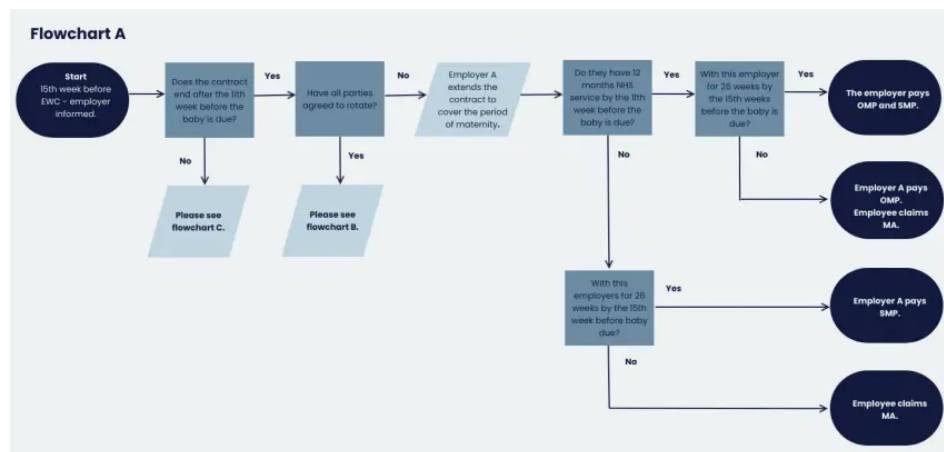 Flowchart A
Start
15th week before
EWC - employer
informed.
Does the contract
end after the 11th
week before the
baby is due?
Yes
No
Please see
flowchart C.
Have all parties
agreed to rotate?
No
Yes
Please see
flowchart B.
Employer A
extends the
contract to
cover the period
of maternity.
Do they have 12
months NHS
service by the 11th
week before the
baby is due?
Yes
No
With this employer
for 26 weeks by
the 15th weeks
before the baby is
due?
Yes
No
The employer pays
OMP and SMP.
Employer A pays
OMP.
Employee claims
MA.
With this
employers for 26
weeks by the 15th
week before baby
due?
Yes
No
Employer A pays
SMP.
Employee claims
MA.